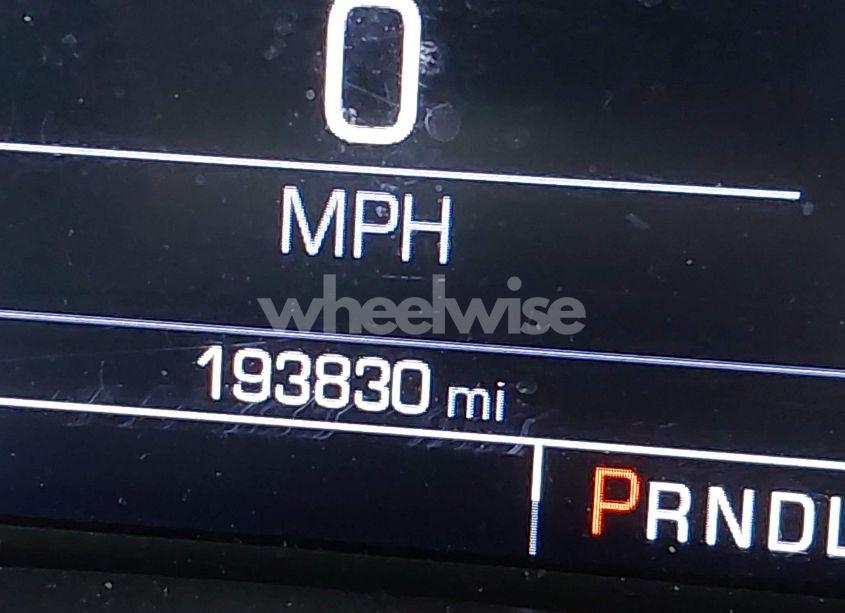 0
MPH
wheelwise
193830 mi
PRNDL